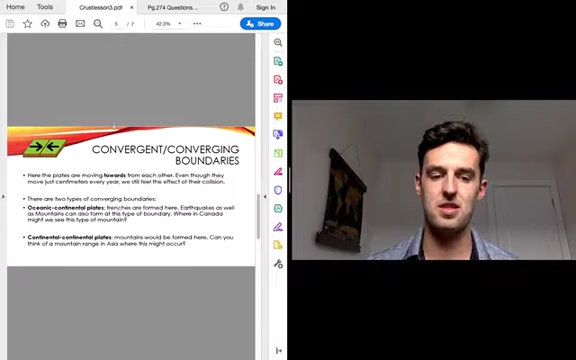 Home Tools Crustlesson3.pdf Pg.274 Questions... Sign In
5 / 7 42.3% Share
CONVERGENT/CONVERGING
BOUNDARIES
• Here the plates are moving towards from each other. Even though they
move just centimeters every year, we still feel the effect of their collision.
• There are two types of converging boundaries:
• Oceanic-continental plates: trenches are formed here. Earthquakes as well
as Mountains can also form at this type of boundary. Where in Canada
might we see this type of mountain?
• Continental-continental plates: mountains would be formed here. Can you
think of a mountain range in Asia where this might occur?